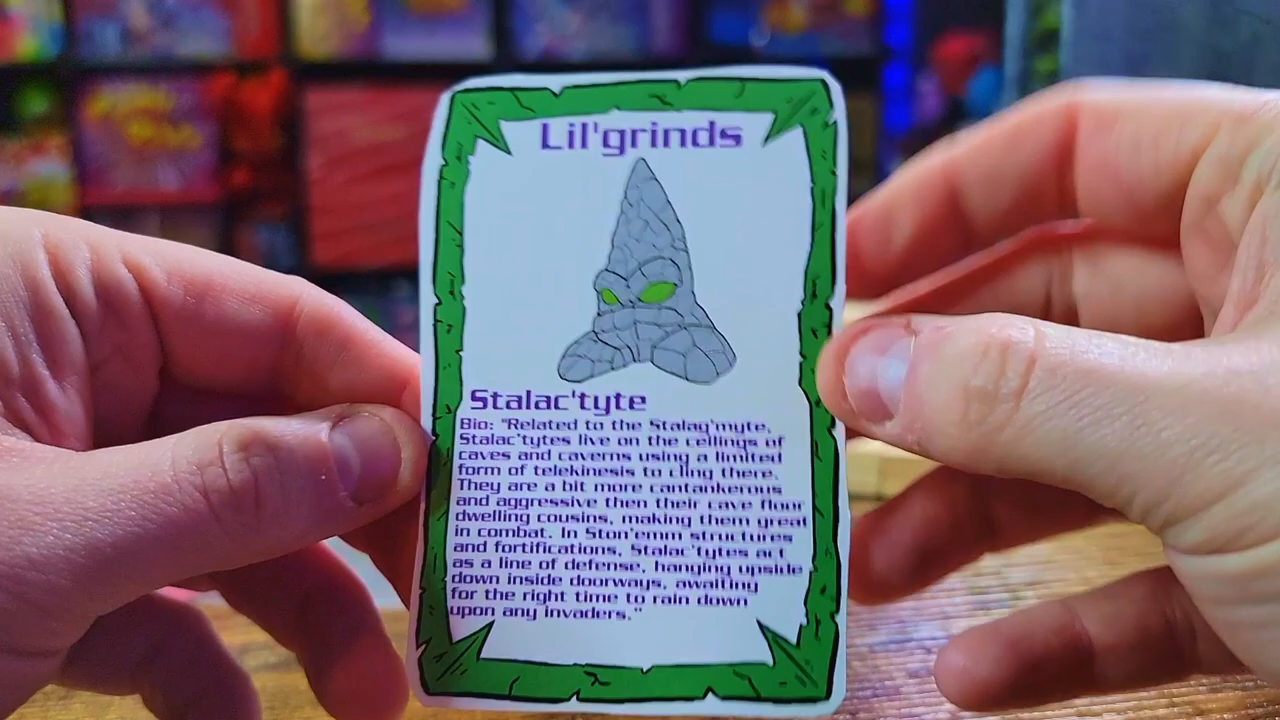 Lil'grinds
Stalac'tyte
Bio: "Related to the Stalag'myte,
Stalac'tytes live on the ceilings of
caves and caverns using a limited
form of telekinesis to cling there.
They are a bit more cantankerous
and aggressive then their cave flour
dwelling cousins, making them great
in combat. In Ston'emm structures
and fortifications, Stalac'tytes act
as a line of defense, hanging upside
down inside doorways, awaiting
for the right time to rain down
upon any invaders."